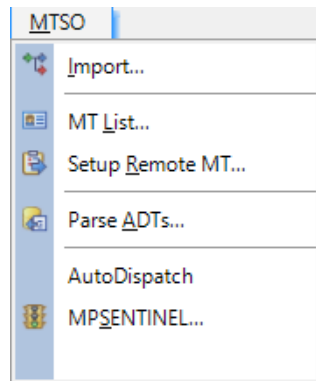 MTSO
Import...
MT List...
Setup Remote MT...
Parse ADTs...
AutoDispatch
MPSENTINEL...